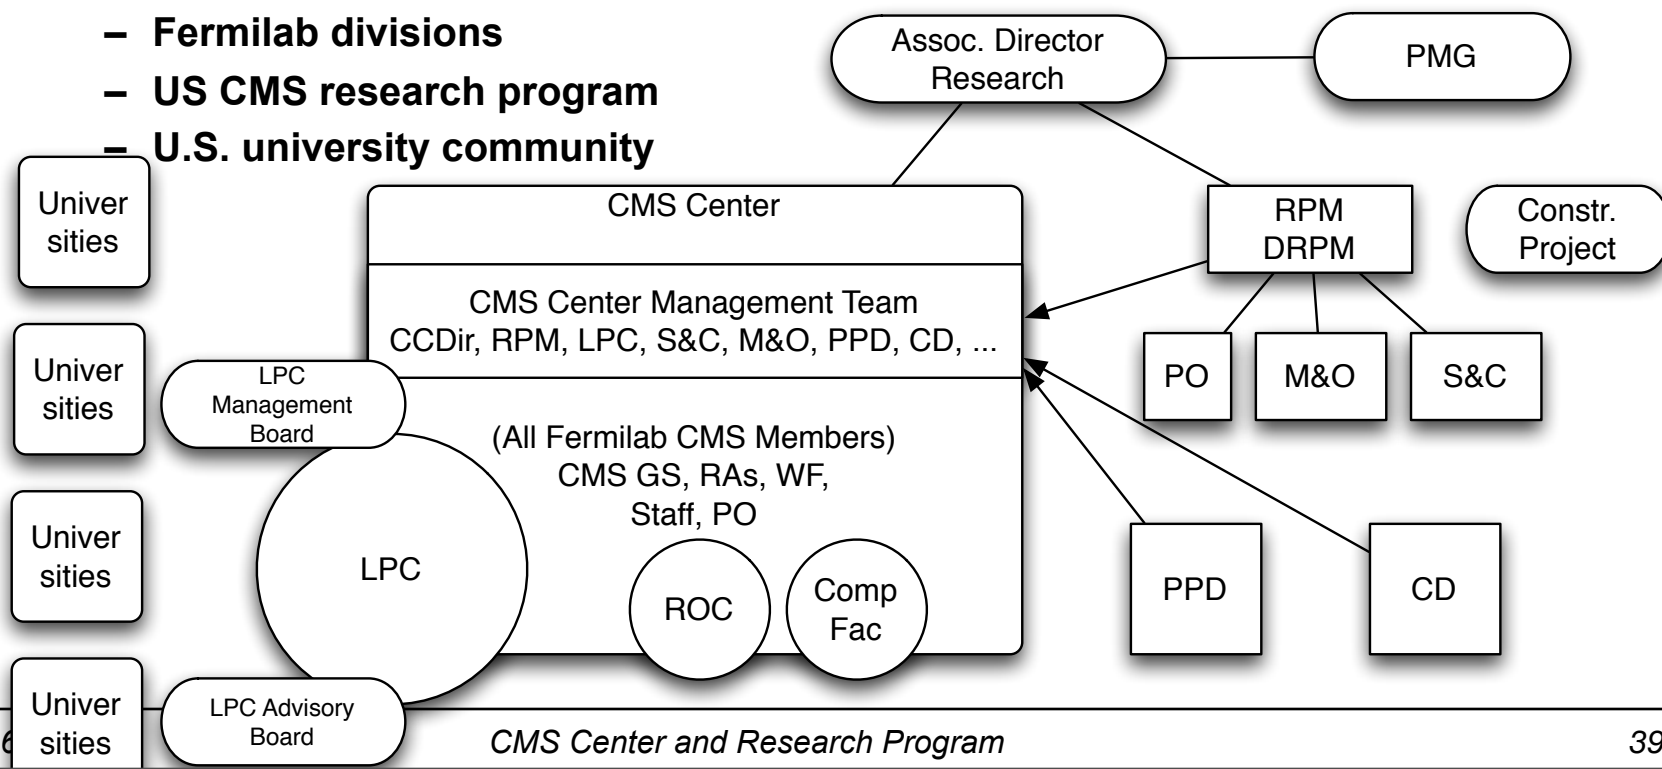 – Fermilab divisions
– US CMS research program
– U.S. university community
Assoc. Director
Research
PMG
Univer
sities
CMS Center
RPM
DRPM
Constr.
Project
CMS Center Management Team
CCDir, RPM, LPC, S&C, M&O, PPD, CD, ...
Univer
sities
LPC
Management
Board
PO
M&O
S&C
(All Fermilab CMS Members)
CMS GS, RAs, WF,
Staff, PO
Univer
sities
LPC
ROC
Comp
Fac
PPD
CD
Univer
sities
LPC Advisory
Board
CMS Center and Research Program
39